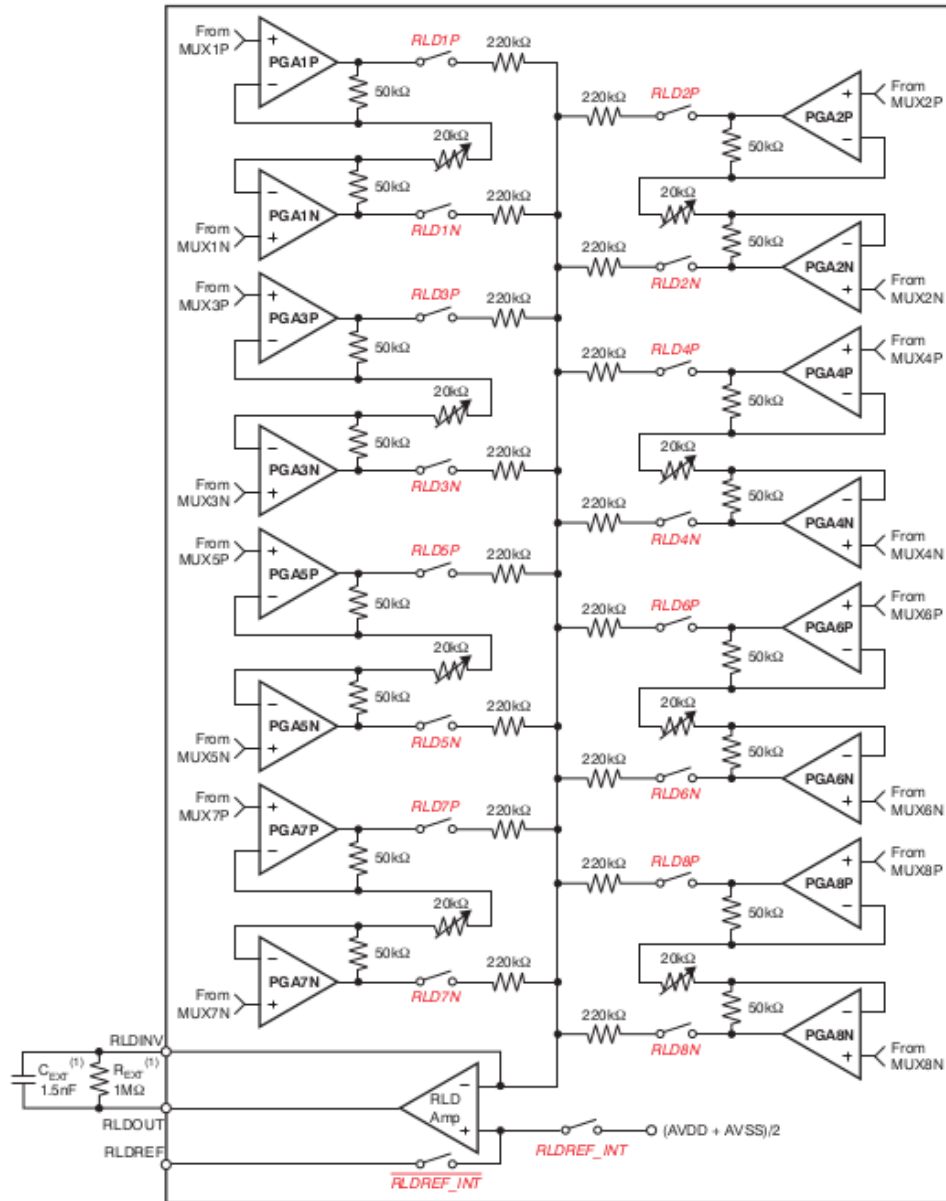 From
MUX1P
+
−
PGA1P
RLD1P
220kΩ
50kΩ
20kΩ
50kΩ
−
+
PGA1N
From
MUX1N
RLD1N
220kΩ
From
MUX3P
+
−
PGA3P
RLD3P
220kΩ
50kΩ
20kΩ
50kΩ
−
+
PGA3N
From
MUX3N
RLD3N
220kΩ
From
MUX5P
+
−
PGA5P
RLD5P
220kΩ
50kΩ
20kΩ
50kΩ
−
+
PGA5N
From
MUX5N
RLD5N
220kΩ
From
MUX7P
+
−
PGA7P
RLD7P
220kΩ
50kΩ
20kΩ
50kΩ
−
+
PGA7N
From
MUX7N
RLD7N
220kΩ
220kΩ
RLD2P
+
−
PGA2P
From
MUX2P
50kΩ
20kΩ
50kΩ
220kΩ
RLD2N
−
+
PGA2N
From
MUX2N
220kΩ
RLD4P
+
−
PGA4P
From
MUX4P
50kΩ
20kΩ
50kΩ
220kΩ
RLD4N
−
+
PGA4N
From
MUX4N
220kΩ
RLD6P
+
−
PGA6P
From
MUX6P
50kΩ
20kΩ
50kΩ
220kΩ
RLD6N
−
+
PGA6N
From
MUX6N
220kΩ
RLD8P
+
−
PGA8P
From
MUX8P
50kΩ
20kΩ
50kΩ
220kΩ
RLD8N
−
+
PGA8N
From
MUX8N
RLDINV
CEXT(1)
1.5nF
REXT(1)
1MΩ
RLDOUT
RLDREF
RLD
Amp
−
+
RLDREF_INT
RLDREF_INT
(AVDD + AVSS)/2